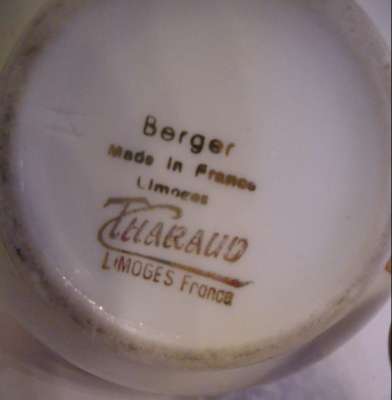 Berger
Made in France
Limoges
THARAUD
LIMOGES France